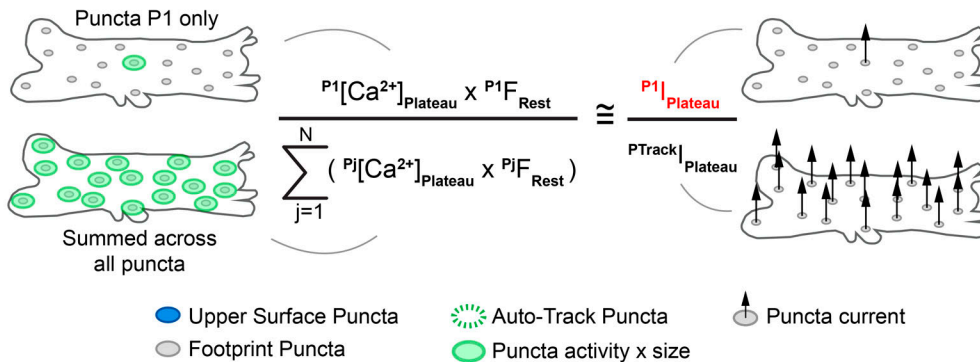 Puncta P1 only
P1[Ca2+]Plateau x P1FRest
≅
P1IPlateau
N
∑ ( Pj[Ca2+]Plateau x PjFRest )
j=1
PTrackIPlateau
Summed across
all puncta
Upper Surface Puncta
Auto-Track Puncta
Puncta current
Footprint Puncta
Puncta activity x size